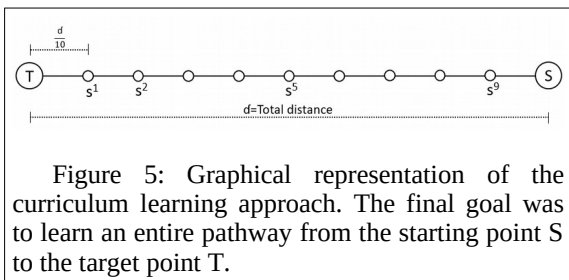 d
10
T
S
s¹ s² s⁵ s⁹
d=Total distance
Figure 5: Graphical representation of the
curriculum learning approach. The final goal was
to learn an entire pathway from the starting point S
to the target point T.